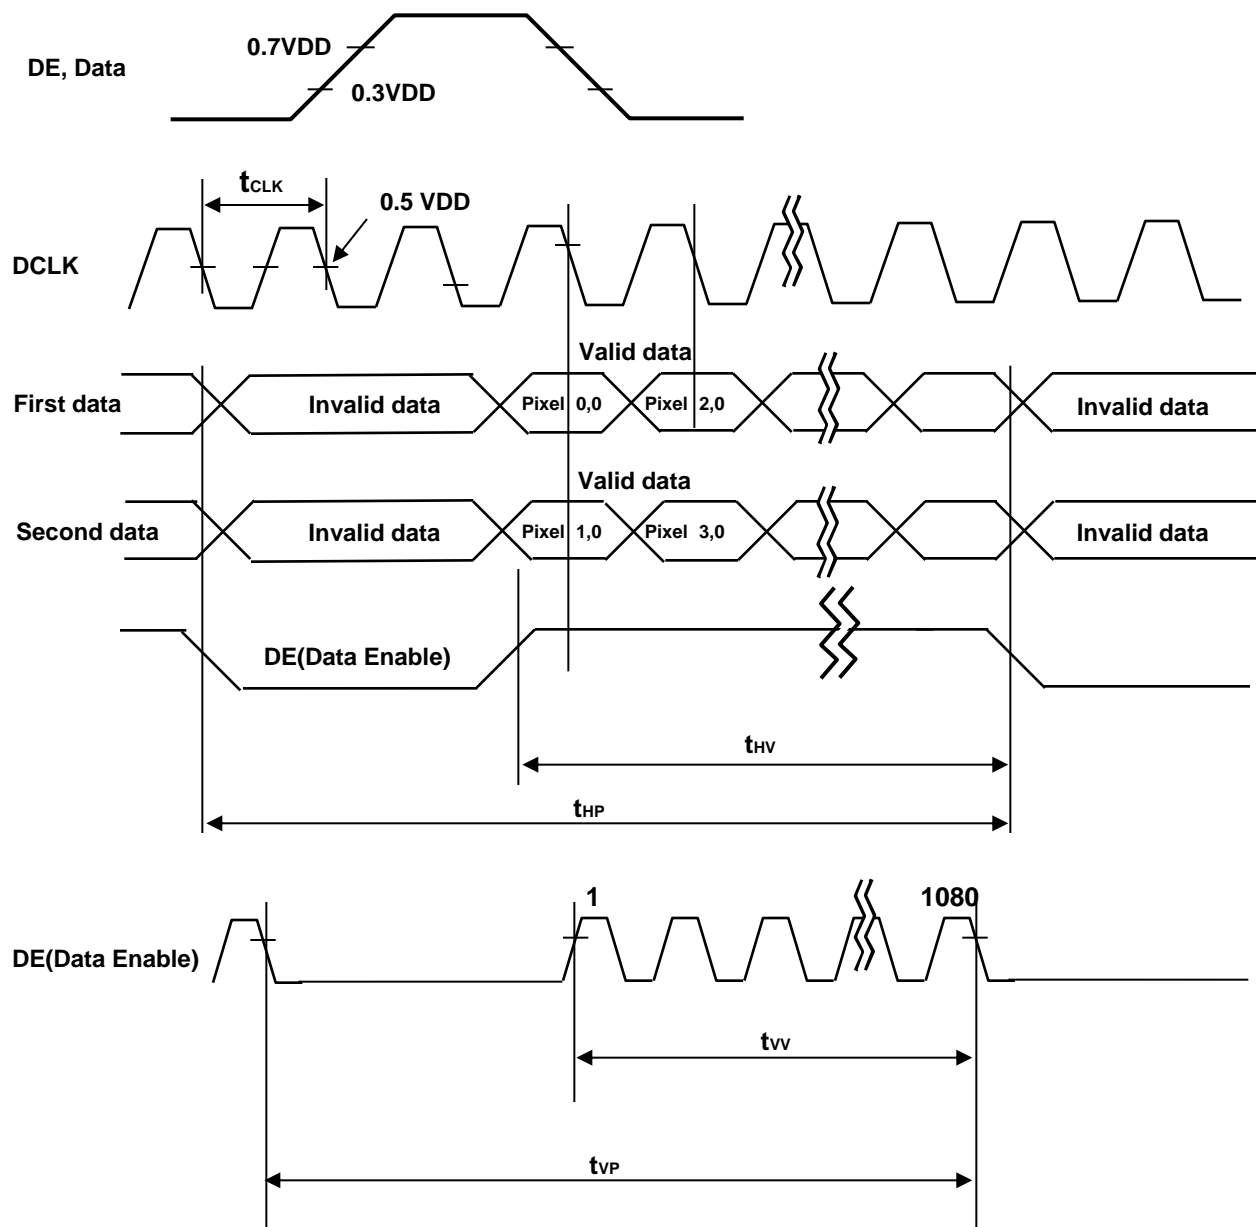 0.7VDD
DE, Data
0.3VDD
tCLK
0.5 VDD
DCLK
Valid data
First data
Invalid data
Pixel 0,0
Pixel 2,0
Invalid data
Valid data
Second data
Invalid data
Pixel 1,0
Pixel 3,0
Invalid data
DE(Data Enable)
tHV
tHP
1
1080
DE(Data Enable)
tVV
tVP